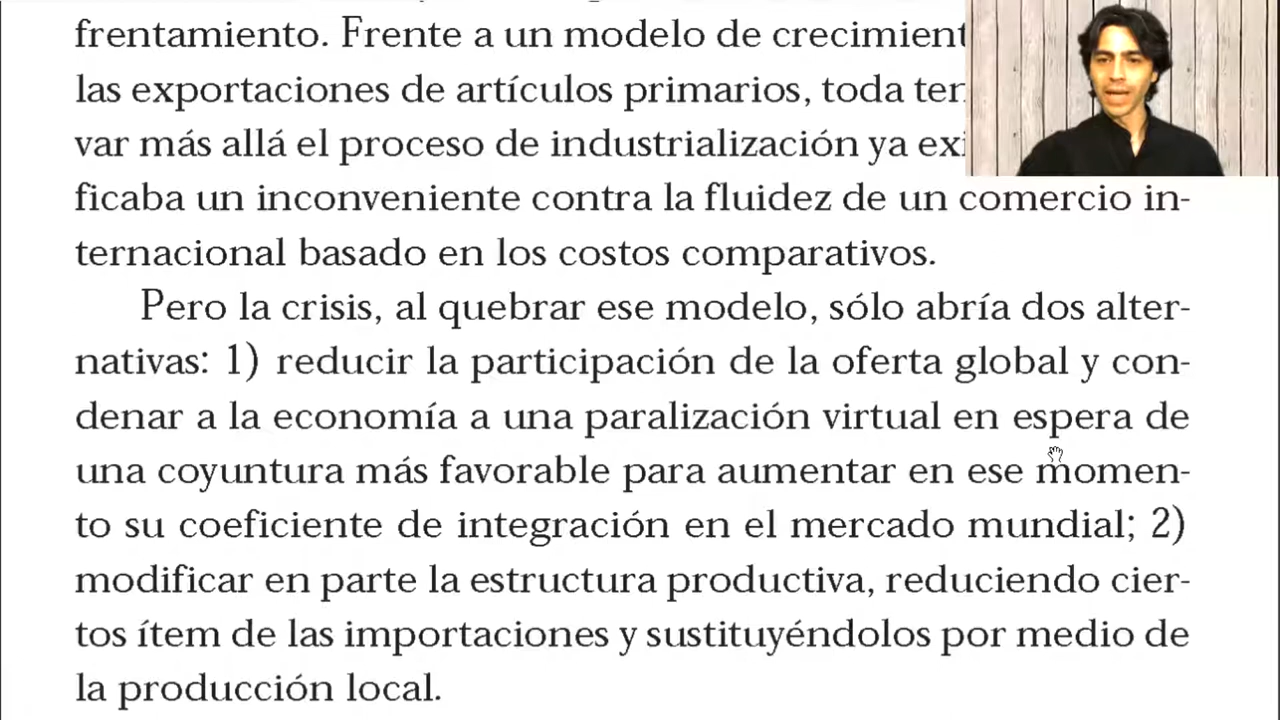 frentamiento. Frente a un modelo de crecimient
las exportaciones de artículos primarios, toda ten
var más allá el proceso de industrialización ya exi
ficaba un inconveniente contra la fluidez de un comercio in-
ternacional basado en los costos comparativos.
Pero la crisis, al quebrar ese modelo, sólo abría dos alter-
nativas: 1) reducir la participación de la oferta global y con-
denar a la economía a una paralización virtual en espera de
una coyuntura más favorable para aumentar en ese momen-
to su coeficiente de integración en el mercado mundial; 2)
modificar en parte la estructura productiva, reduciendo cier-
tos ítem de las importaciones y sustituyéndolos por medio de
la producción local.